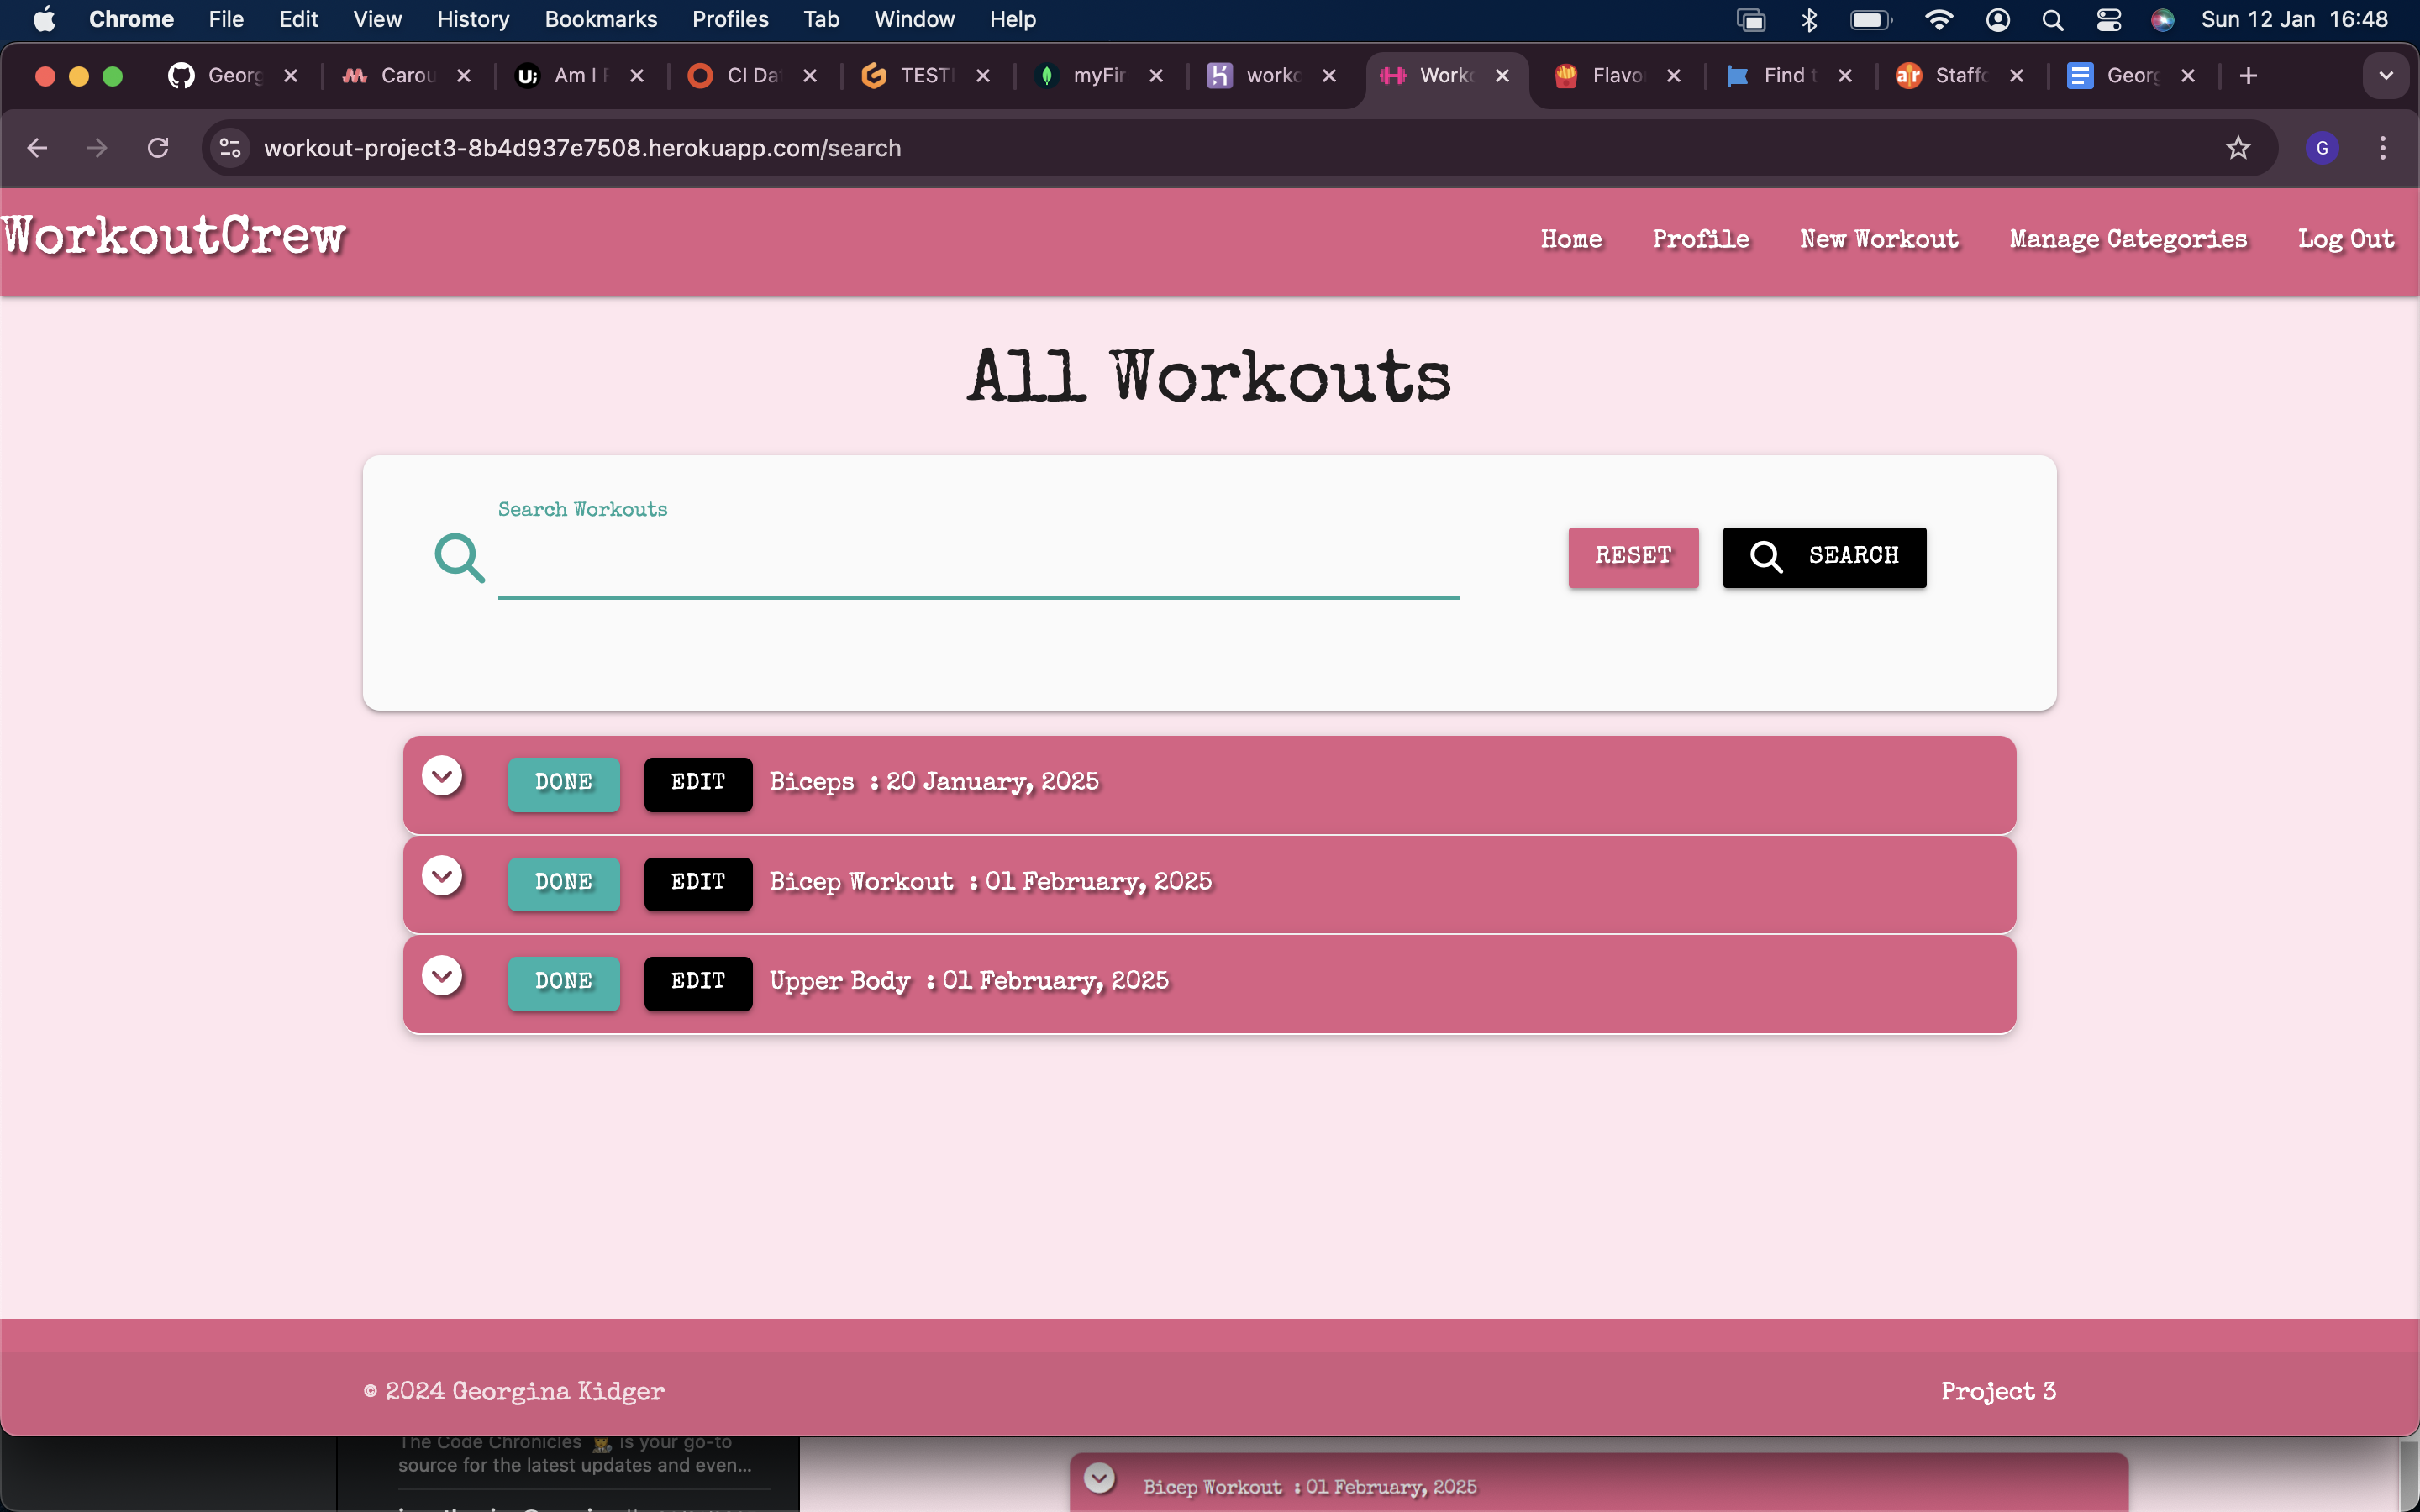 Chrome File Edit View History Bookmarks Profiles Tab Window Help Sun 12 Jan 16:48
Georg Carou Am I CI Da TEST myFir worko Worko Flavo Find Staffo Georg
workout-project3-8b4d937e7508.herokuapp.com/search G
WorkoutCrew Home Profile New Workout Manage Categories Log Out
All Workouts
Search Workouts
RESET SEARCH
DONE EDIT Biceps : 20 January, 2025
DONE EDIT Bicep Workout : 01 February, 2025
DONE EDIT Upper Body : 01 February, 2025
© 2024 Georgina Kidger Project 3
The Code Chronicles 👩‍🚀 is your go-to
source for the latest updates and even...
Bicep Workout : 01 February, 2025